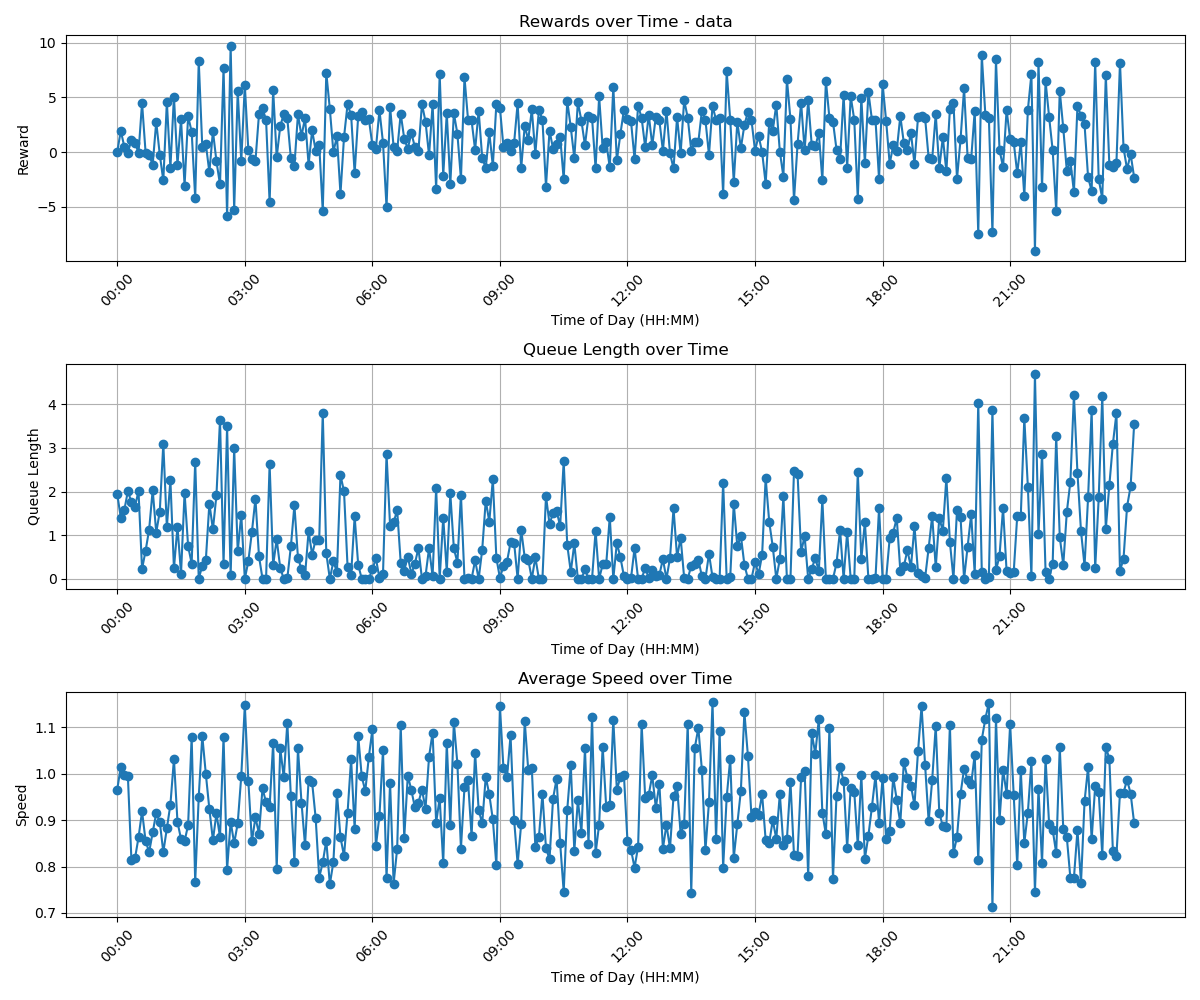 Rewards over Time - data
Reward
10
5
0
−5
00:00 03:00 06:00 09:00 12:00 15:00 18:00 21:00
Time of Day (HH:MM)
Queue Length over Time
Queue Length
4
3
2
1
0
00:00 03:00 06:00 09:00 12:00 15:00 18:00 21:00
Time of Day (HH:MM)
Average Speed over Time
Speed
1.1
1.0
0.9
0.8
0.7
00:00 03:00 06:00 09:00 12:00 15:00 18:00 21:00
Time of Day (HH:MM)